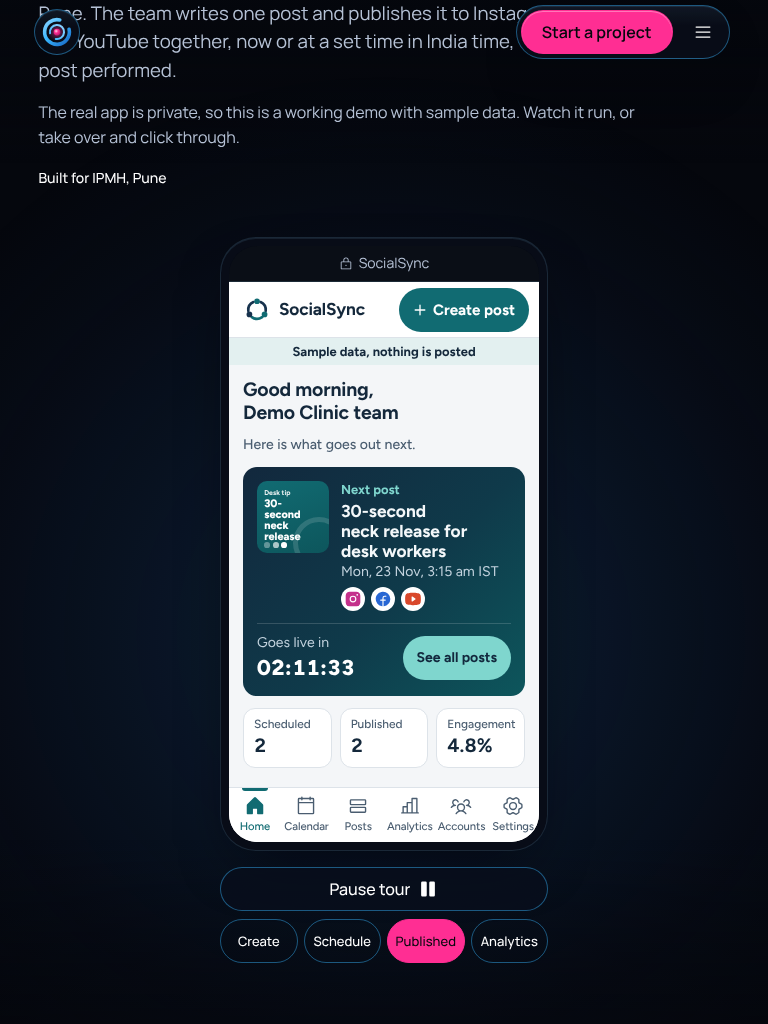 The team writes one post and publishes it to
YouTube together, now or at a set time in India time,
post performed.
Start a project
The real app is private, so this is a working demo with sample data. Watch it run, or
take over and click through.
Built for IPMH, Pune
SocialSync
SocialSync
+ Create post
Sample data, nothing is posted
Good morning,
Demo Clinic team
Here is what goes out next.
Desk tip
30-
second
neck
release
Next post
30-second
neck release for
desk workers
Mon, 23 Nov, 3:15 am IST
Goes live in
02:11:33
See all posts
Scheduled
2
Published
2
Engagement
4.8%
Home
Calendar
Posts
Analytics
Accounts
Settings
Pause tour
Create
Schedule
Published
Analytics